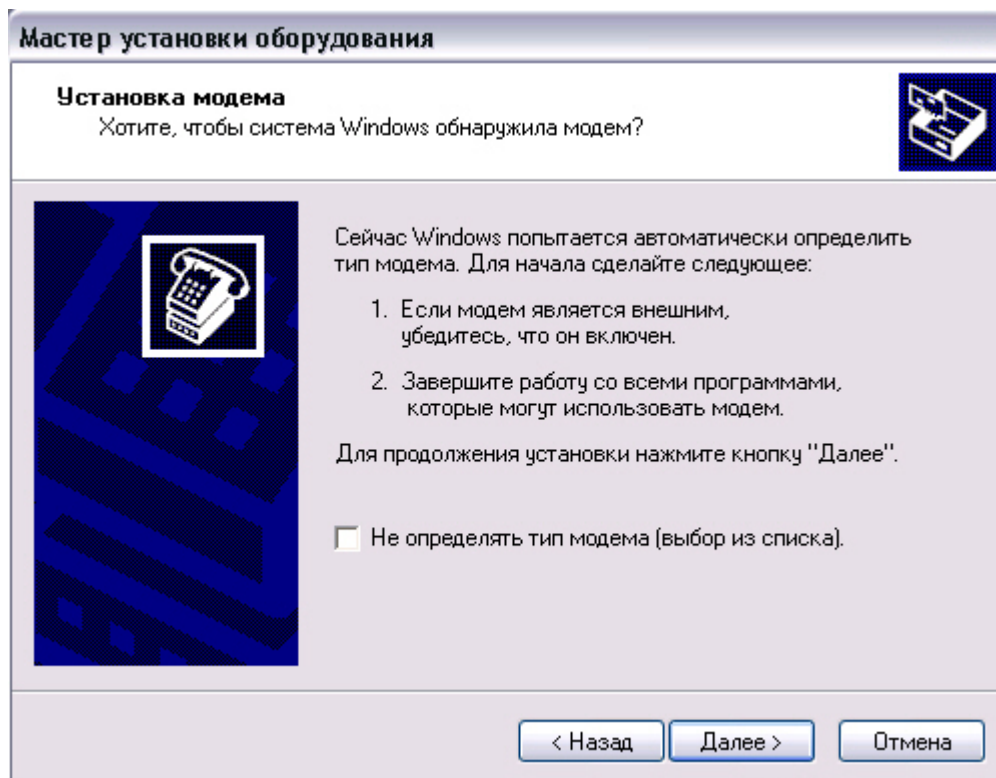 Мастер установки оборудования
Установка модема
Хотите, чтобы система Windows обнаружила модем?
Сейчас Windows попытается автоматически определить
тип модема. Для начала сделайте следующее:
1. Если модем является внешним,
убедитесь, что он включен.
2. Завершите работу со всеми программами,
которые могут использовать модем.
Для продолжения установки нажмите кнопку "Далее".
Не определять тип модема (выбор из списка).
< Назад Далее > Отмена